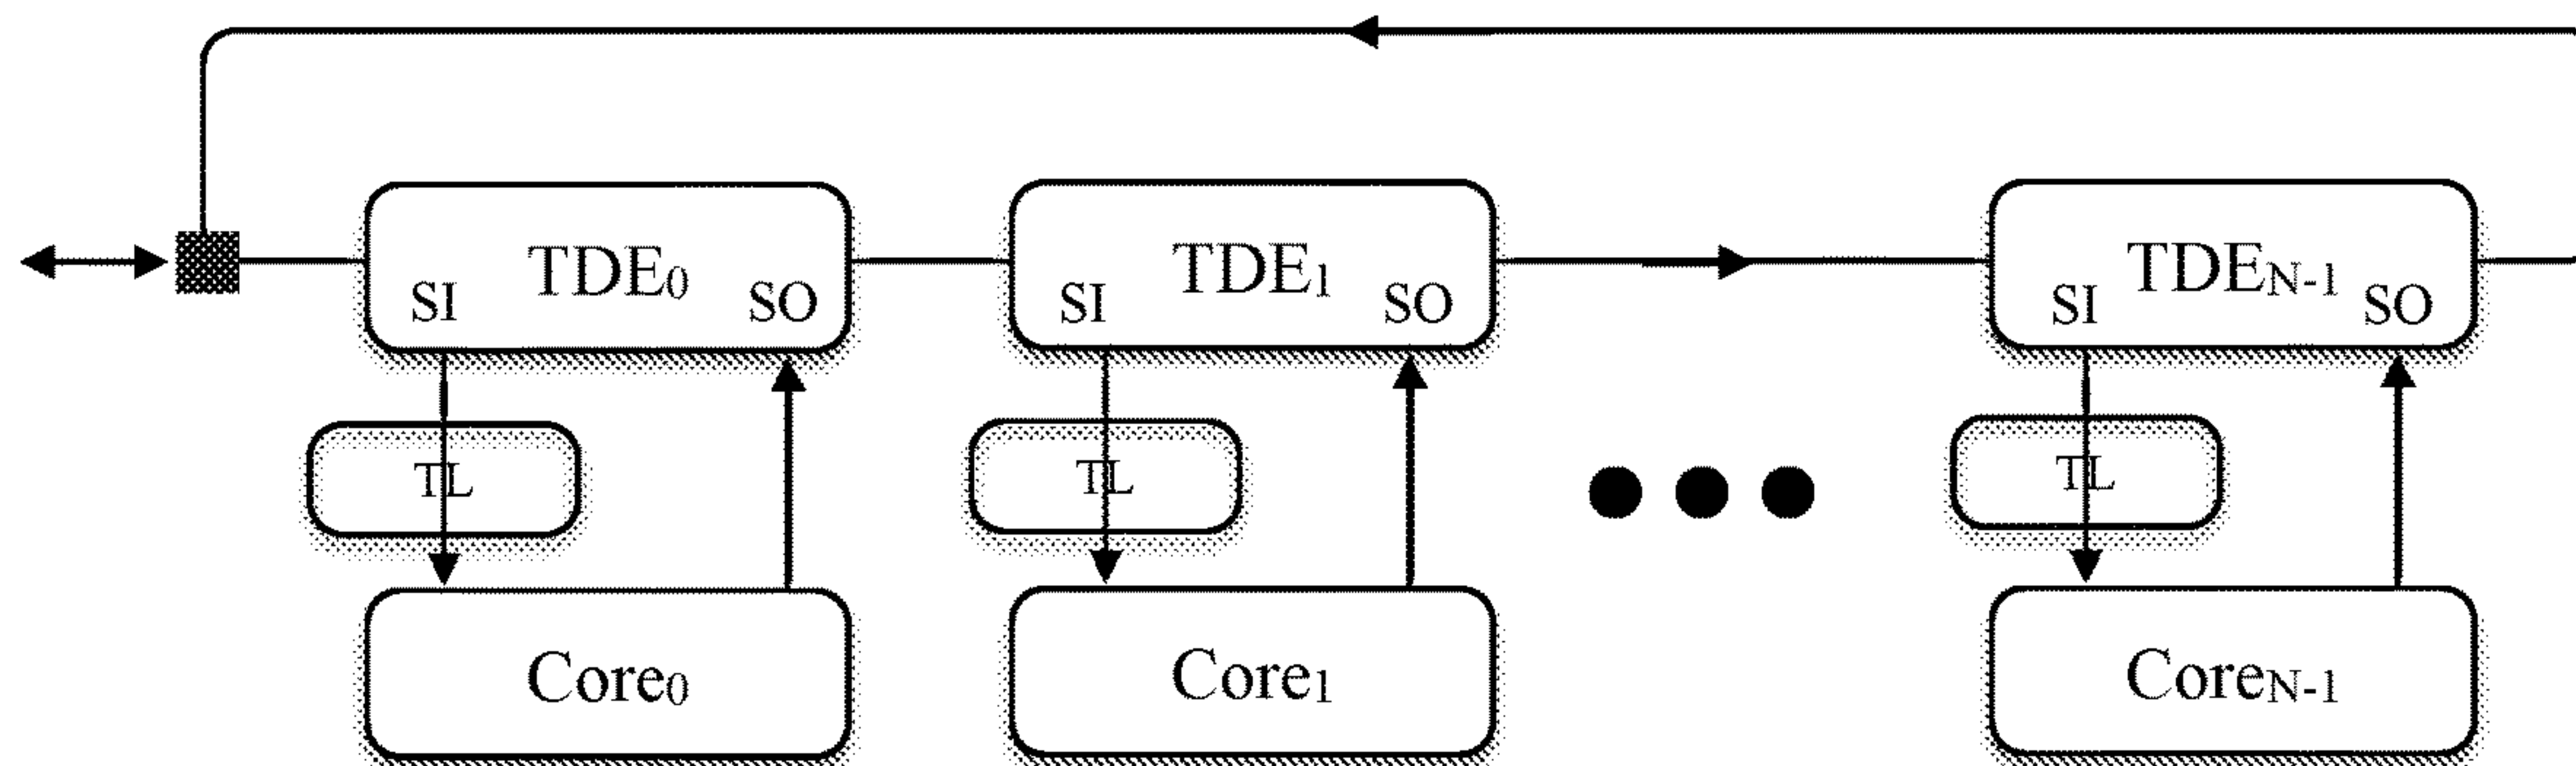 TDE0
SI SO
TDE1
SI SO
TDEN-1
SI SO
TL
TL
TL
Core0
Core1
CoreN-1